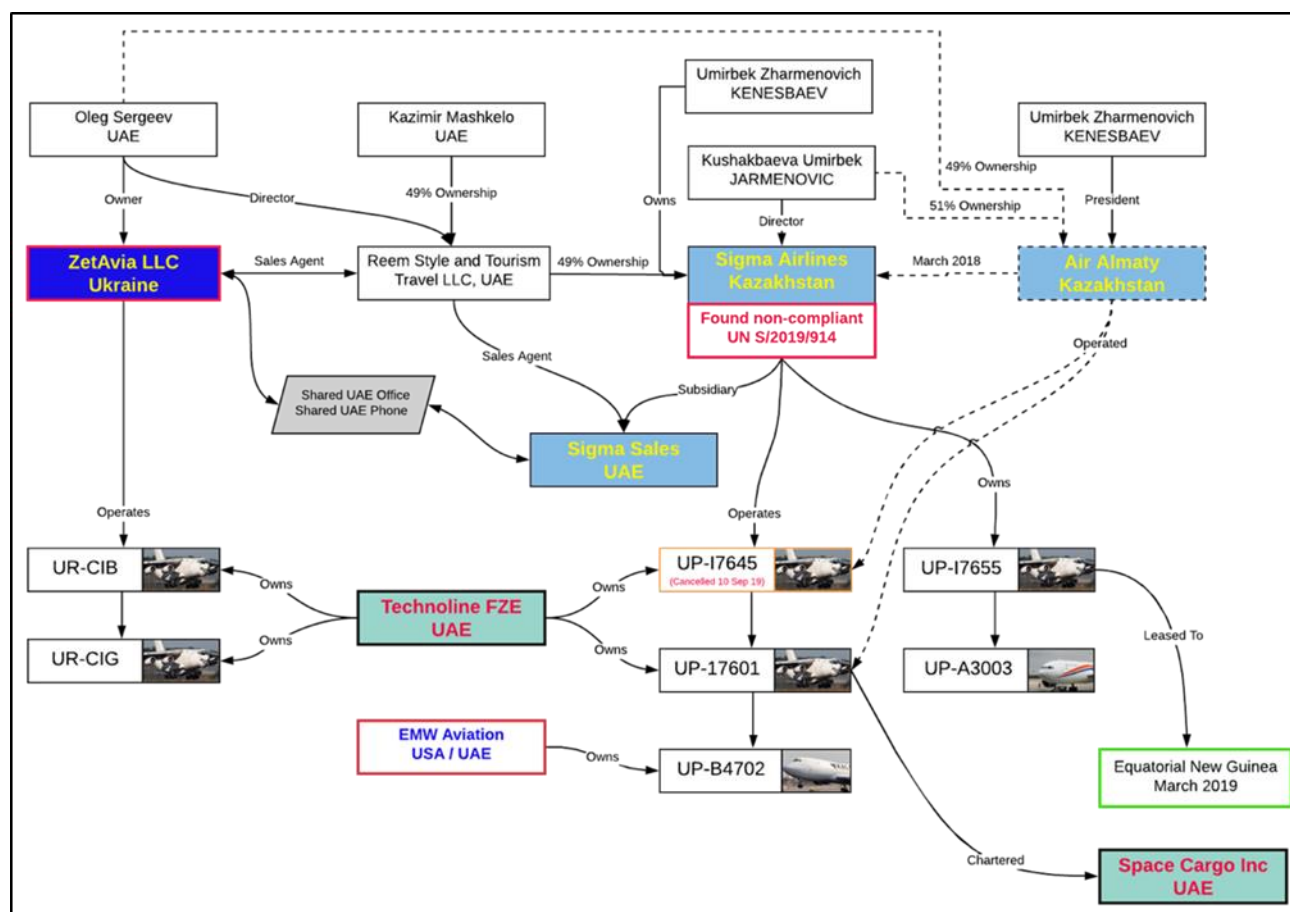 Umirbek Zharmenovich
KENESBAEV
Oleg Sergeev
UAE
Kazimir Mashkelo
UAE
Umirbek Zharmenovich
KENESBAEV
Kushakbaeva Umirbek
JARMENOVIC
49% Ownership
Owner
Director
49% Ownership
Owns
Director
51% Ownership
President
ZetAvia LLC
Ukraine
Sales Agent
Reem Style and Tourism
Travel LLC, UAE
49% Ownership
Sigma Airlines
Kazakhstan
March 2018
Air Almaty
Kazakhstan
Found non-compliant
UN S/2019/914
Operated
Sales Agent
Shared UAE Office
Shared UAE Phone
Subsidiary
Sigma Sales
UAE
Owns
Operates
Operates
UR-CIB
UP-I7645
(Cancelled 10 Sep 19)
UP-I7655
Owns
Owns
Technoline FZE
UAE
Owns
Owns
Leased To
UR-CIG
UP-17601
UP-A3003
EMW Aviation
USA / UAE
Owns
UP-B4702
Equatorial New Guinea
March 2019
Chartered
Space Cargo Inc
UAE